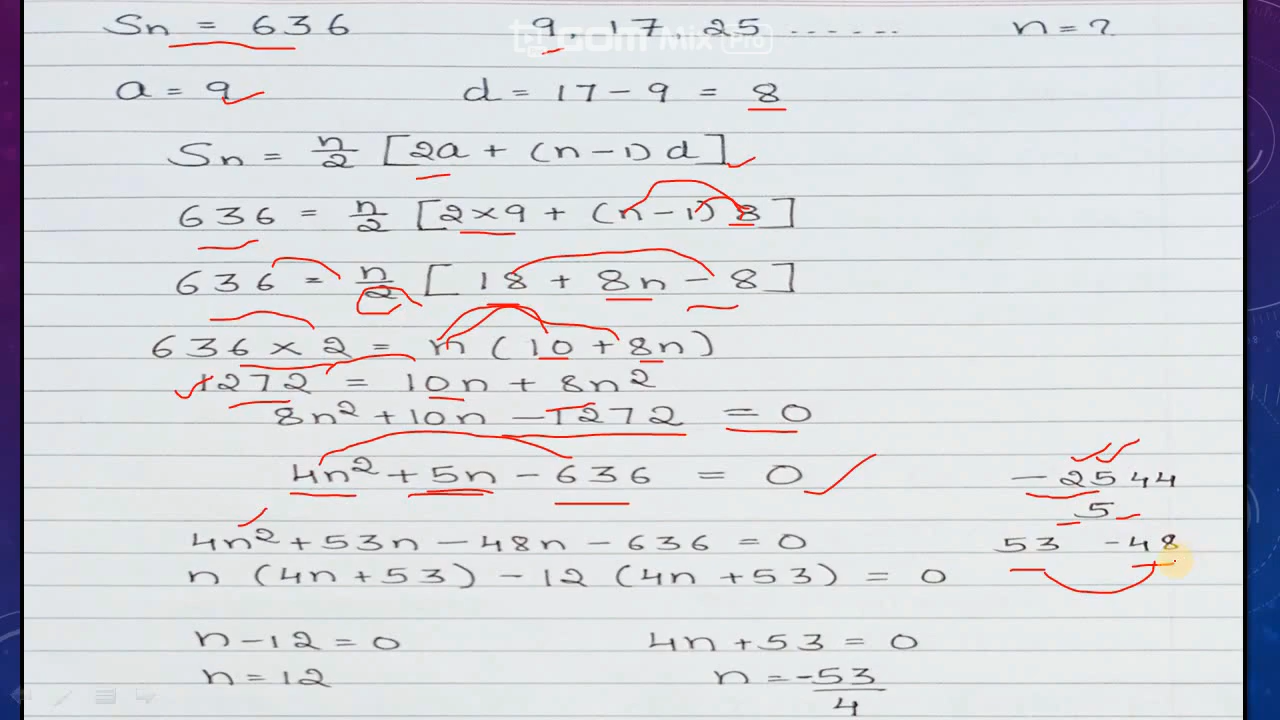 Sn = 636 9, 17, 25 ....... n = ?
GOM Mix Pro
a = 9 d = 17 - 9 = 8
Sn = n/2 [2a + (n - 1) d]
636 = n/2 [2 × 9 + (n - 1) 8]
636 = n/2 [18 + 8n - 8]
636 × 2 = n (10 + 8n)
1272 = 10n + 8n²
8n² + 10n - 1272 = 0
4n² + 5n - 636 = 0 - 2544
5
4n² + 53n - 48n - 636 = 0 53 - 48
n (4n + 53) - 12 (4n + 53) = 0
n - 12 = 0 4n + 53 = 0
n = 12 n = -53/4